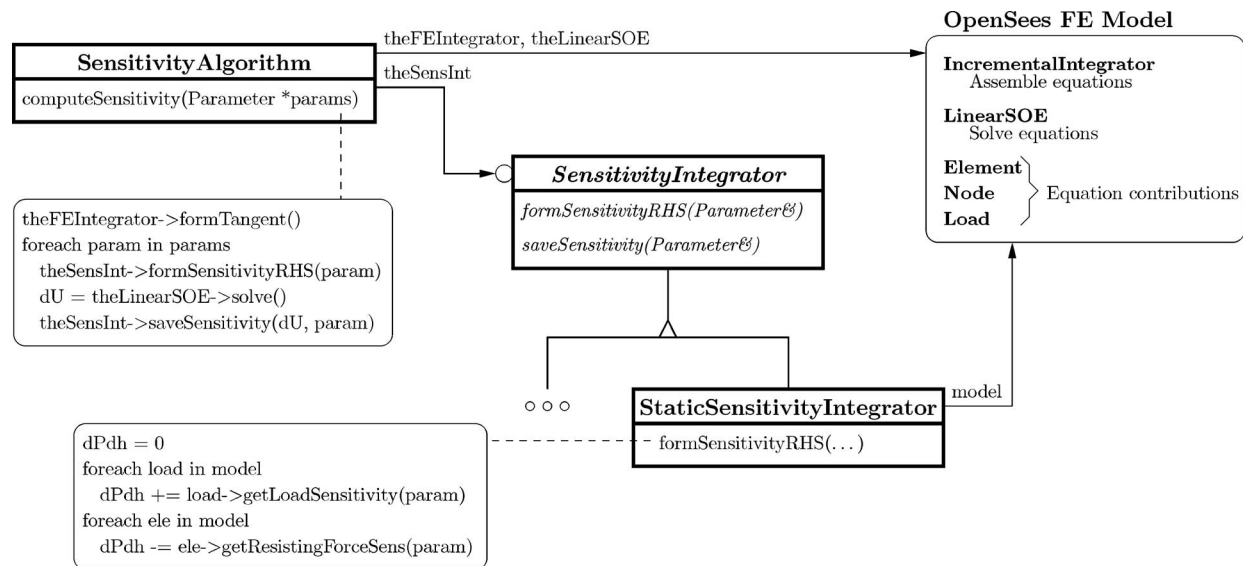 OpenSees FE Model
theFEIntegrator, theLinearSOE
SensitivityAlgorithm
theSensInt
computeSensitivity(Parameter *params)
IncrementalIntegrator
Assemble equations
LinearSOE
Solve equations
Element
Node
Load
Equation contributions
SensitivityIntegrator
formSensitivityRHS(Parameter&)
saveSensitivity(Parameter&)
theFEIntegrator->formTangent()
foreach param in params
theSensInt->formSensitivityRHS(param)
dU = theLinearSOE->solve()
theSensInt->saveSensitivity(dU, param)
model
StaticSensitivityIntegrator
formSensitivityRHS(...)
dPdh = 0
foreach load in model
dPdh += load->getLoadSensitivity(param)
foreach ele in model
dPdh -= ele->getResistingForceSens(param)